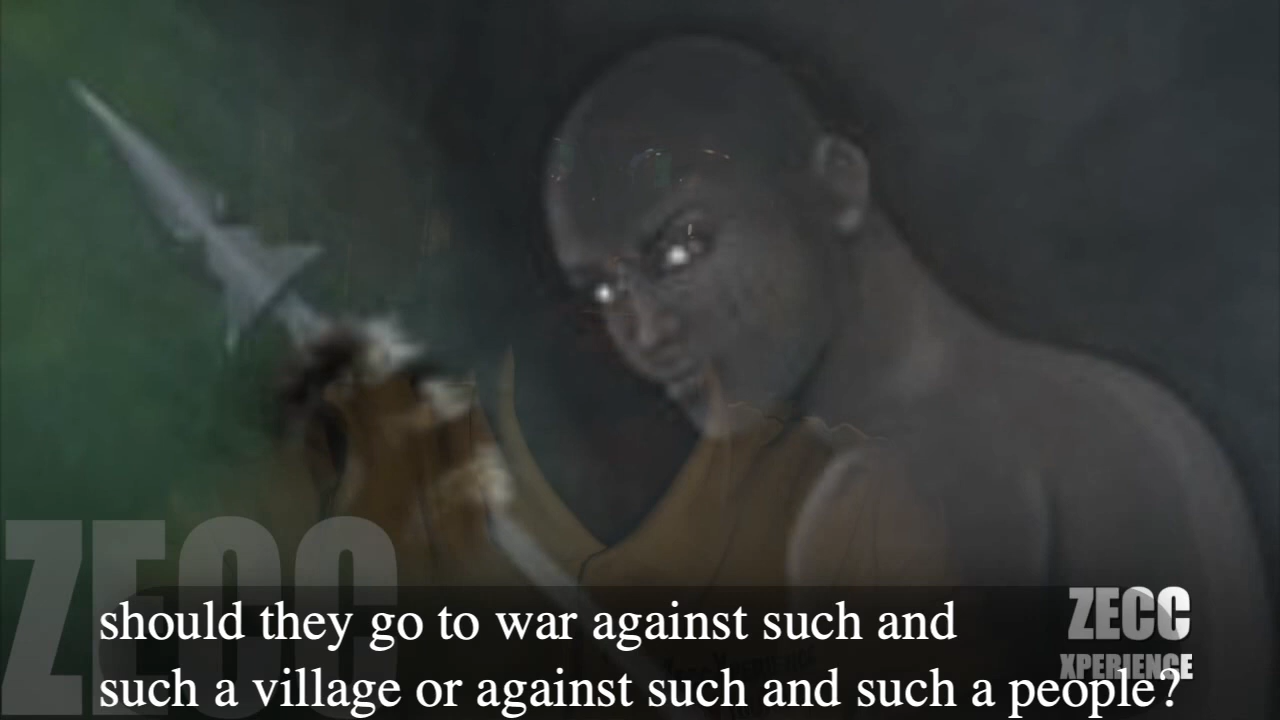 ZECC
should they go to war against such and
such a village or against such and such a people?
ZECC
XPERIENCE